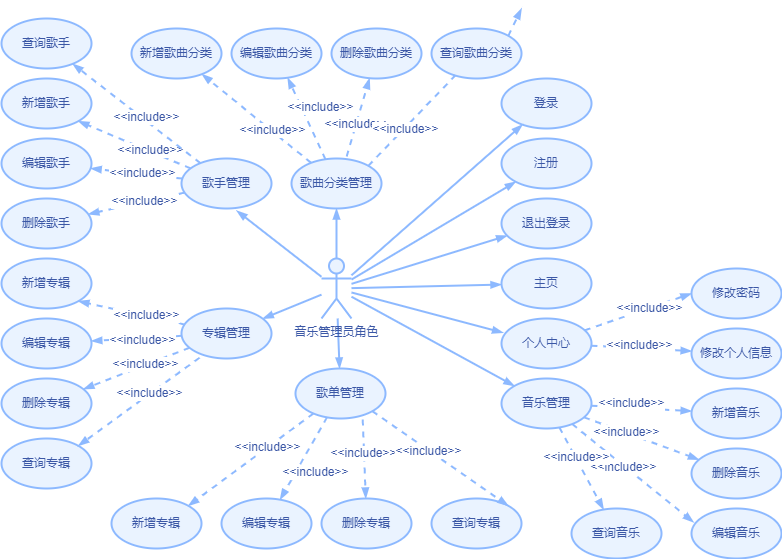 查询歌手
新增歌曲分类
编辑歌曲分类
删除歌曲分类
查询歌曲分类
新增歌手
登录
<<include>>
<<include>>
<<include>>
<<include>>
<<include>>
编辑歌手
<<include>>
注册
<<include>>
歌手管理
歌曲分类管理
删除歌手
<<include>>
退出登录
新增专辑
主页
修改密码
<<include>>
<<include>>
音乐管理员角色
专辑管理
编辑专辑
<<include>>
个人中心
<<include>>
修改个人信息
<<include>>
歌单管理
<<include>>
删除专辑
音乐管理
<<include>>
新增音乐
<<include>>
<<include>>
<<include>>
<<include>>
<<include>>
查询专辑
<<include>>
<<include>>
删除音乐
新增专辑
编辑专辑
删除专辑
查询专辑
查询音乐
编辑音乐